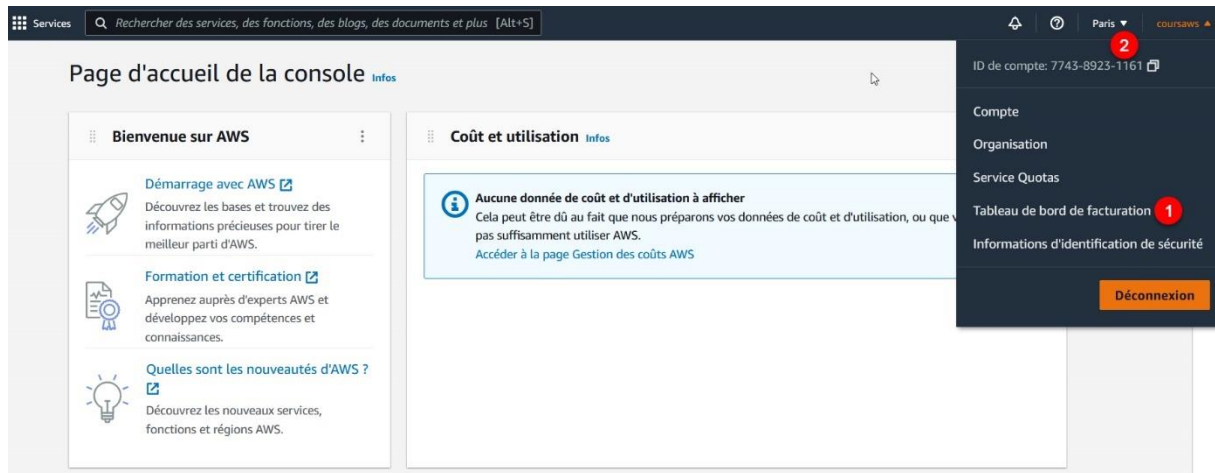 Services
Rechercher des services, des fonctions, des blogs, des documents et plus [Alt+S]
Paris
coursaws
2
ID de compte: 7743-8923-1161
Compte
Organisation
Service Quotas
Tableau de bord de facturation 1
Informations d'identification de sécurité
Déconnexion
Page d'accueil de la console Infos
Bienvenue sur AWS
Démarrage avec AWS
Découvrez les bases et trouvez des
informations précieuses pour tirer le
meilleur parti d'AWS.
Formation et certification
Apprenez auprès d'experts AWS et
développez vos compétences et
connaissances.
Quelles sont les nouveautés d'AWS ?
Découvrez les nouveaux services,
fonctions et régions AWS.
Coût et utilisation Infos
Aucune donnée de coût et d'utilisation à afficher
Cela peut être dû au fait que nous préparons vos données de coût et d'utilisation, ou que v
pas suffisamment utiliser AWS.
Accéder à la page Gestion des coûts AWS